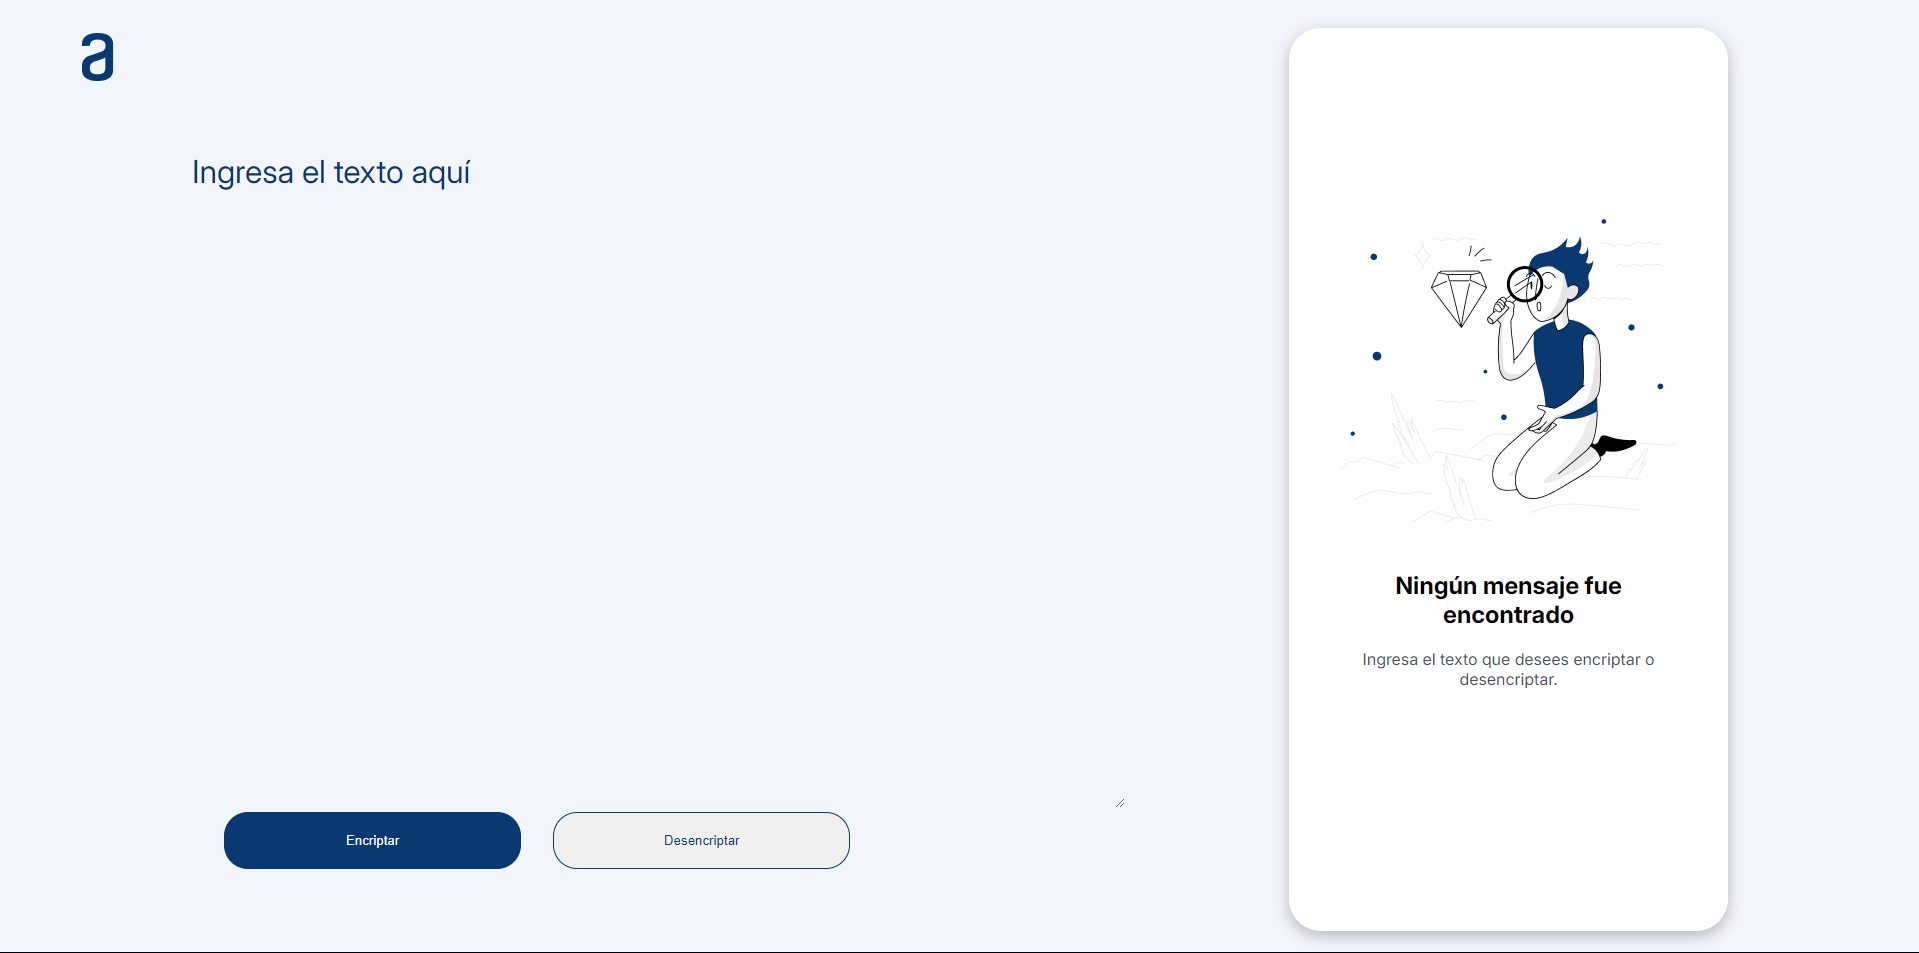 a
Ingresa el texto aquí
Encriptar
Desencriptar
Ningún mensaje fue
encontrado
Ingresa el texto que desees encriptar o
desencriptar.